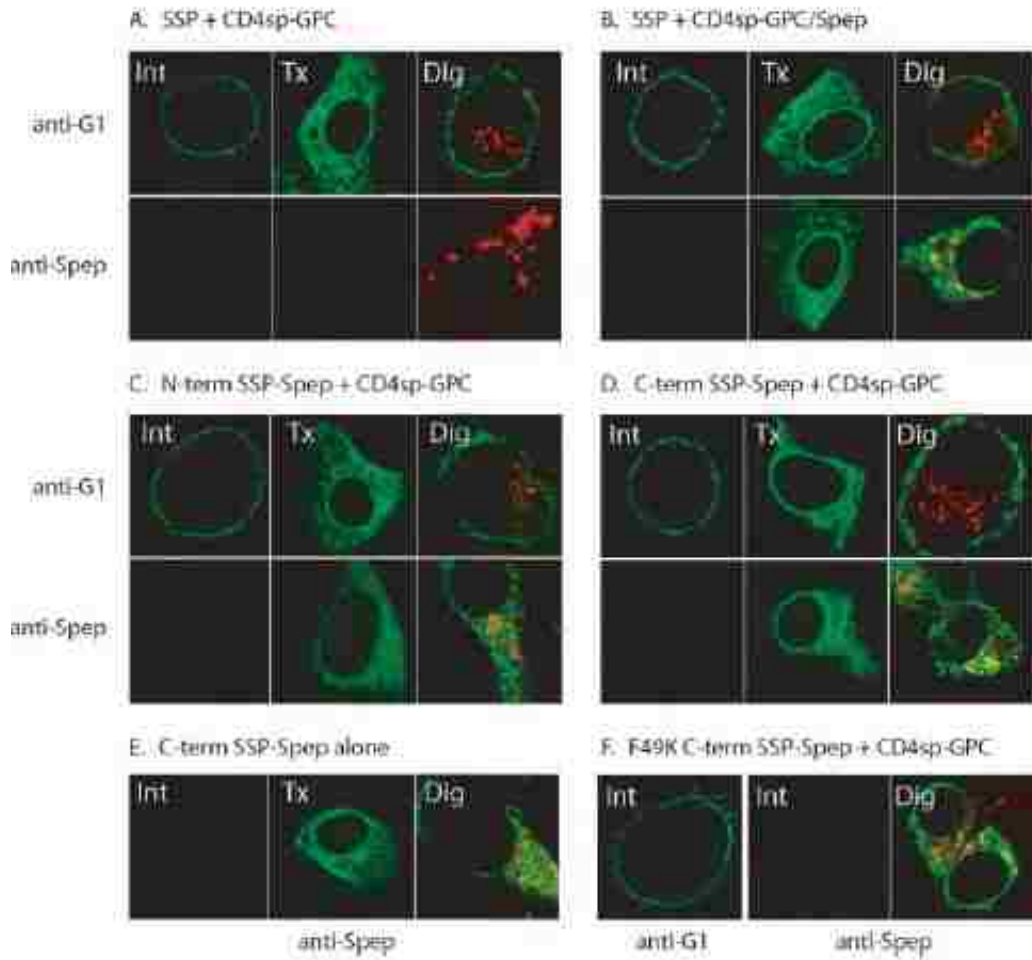 A. SSP + CD4sp-GPC
B. SSP + CD4sp-GPC/Spep
Int Tx Dig
Int Tx Dig
anti-G1
anti-Spep
C. N-term SSP-Spep + CD4sp-GPC
D. C-term SSP-Spep + CD4sp-GPC
Int Tx Dig
Int Tx Dig
anti-G1
anti-Spep
E. C-term SSP-Spep alone
F. F49K C-term SSP-Spep + CD4sp-GPC
Int Tx Dig
Int Int Dig
anti-Spep
anti-G1 anti-Spep